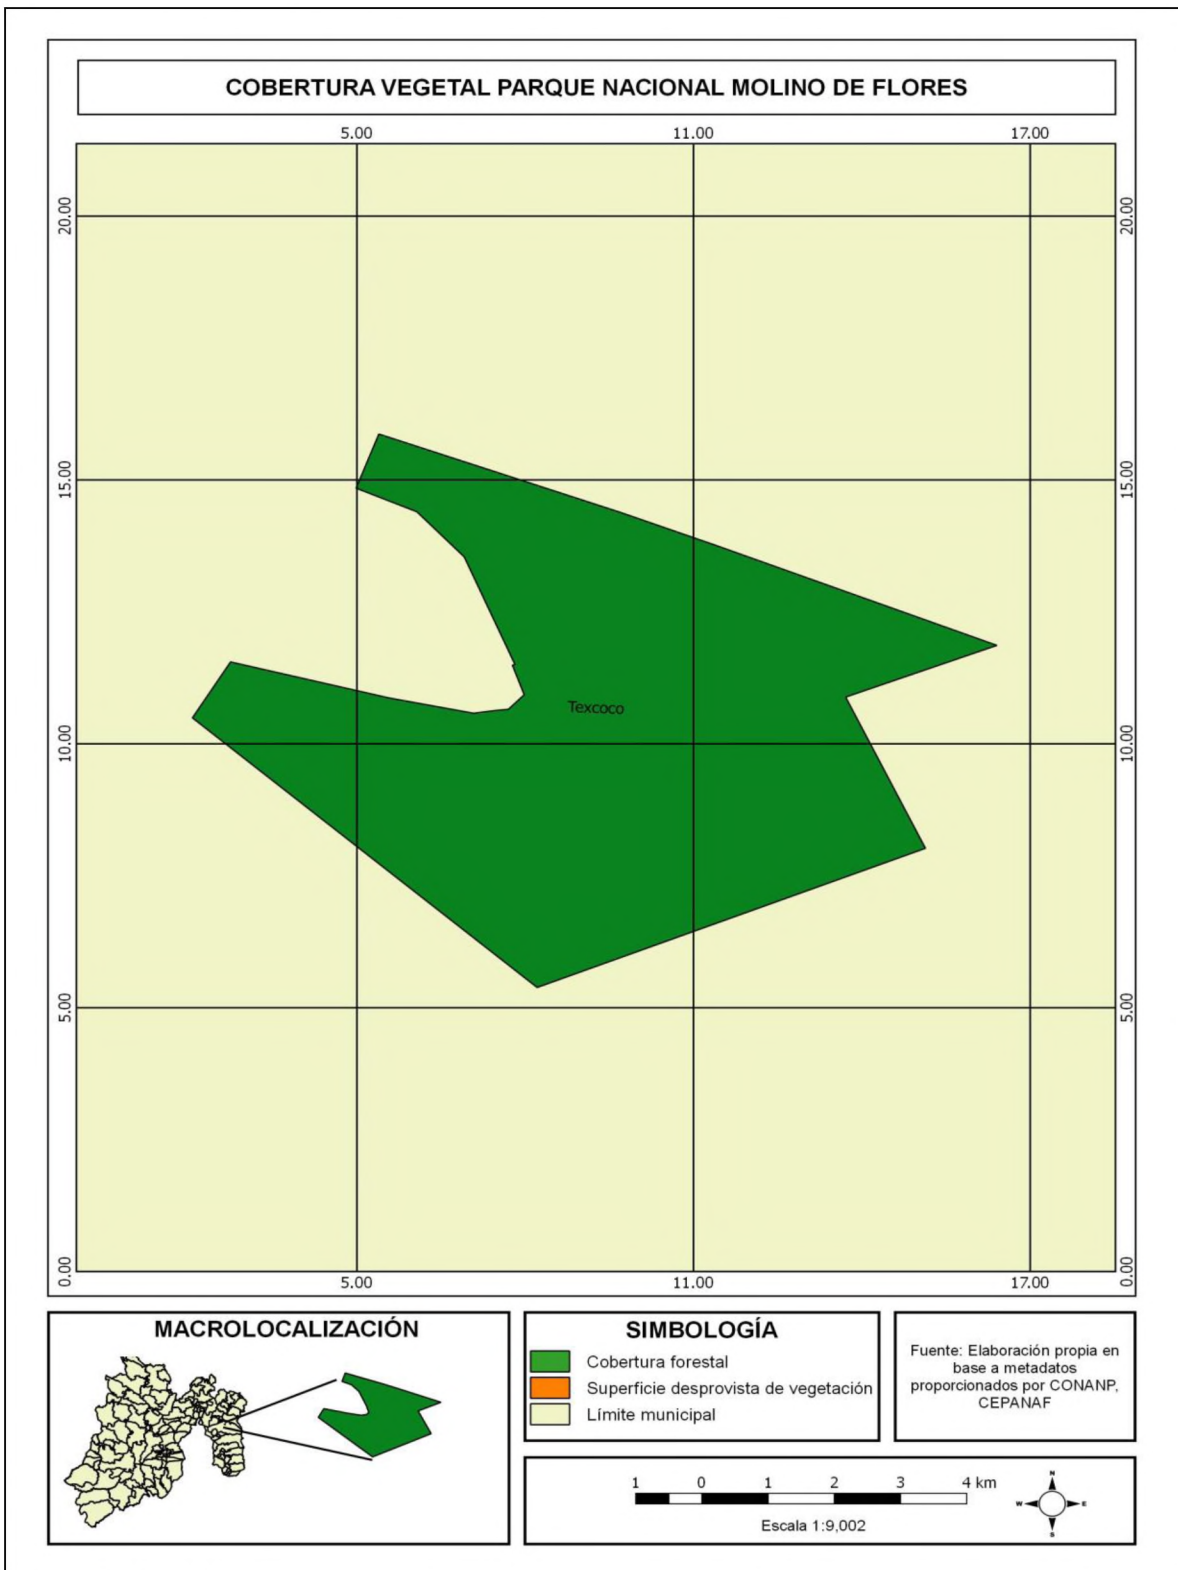 COBERTURA VEGETAL PARQUE NACIONAL MOLINO DE FLORES
5.00 11.00 17.00
20.00 20.00
15.00 15.00
Texcoco
10.00 10.00
5.00 5.00
0.00 0.00
5.00 11.00 17.00
MACROLOCALIZACIÓN
SIMBOLOGÍA
Cobertura forestal
Superficie desprovista de vegetación
Límite municipal
Fuente: Elaboración propia en
base a metadatos
proporcionados por CONANP,
CEPANAF
1 0 1 2 3 4 km
Escala 1:9,002
N
W E
S